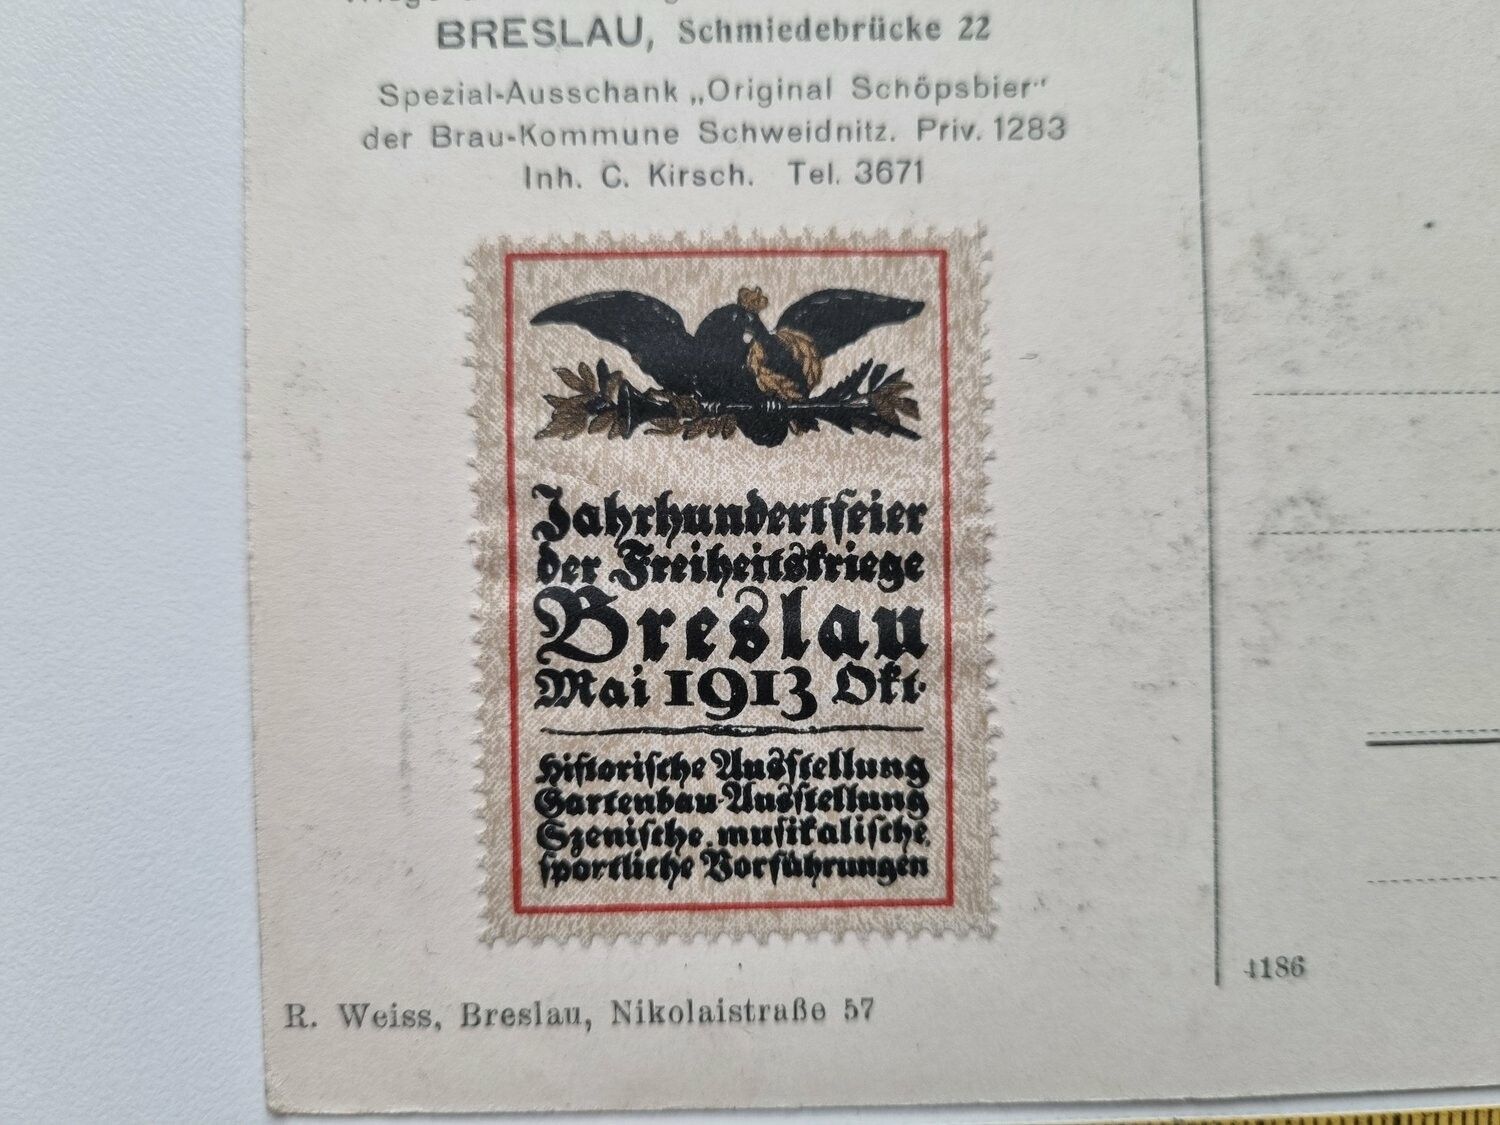 BRESLAU, Schmiedebrücke 22
Spezial-Ausschank „Original Schöpsbier“
der Brau-Kommune Schweidnitz. Priv. 1283
Inh. C. Kirsch. Tel. 3671
Jahrhundertfeier
der Freiheitskriege
Breslau
Mai 1913 Okt.
Historische Ausstellung
Gartenbau-Ausstellung
Szenische, musikalische,
sportliche Vorführungen
4186
R. Weiss, Breslau, Nikolaistraße 57